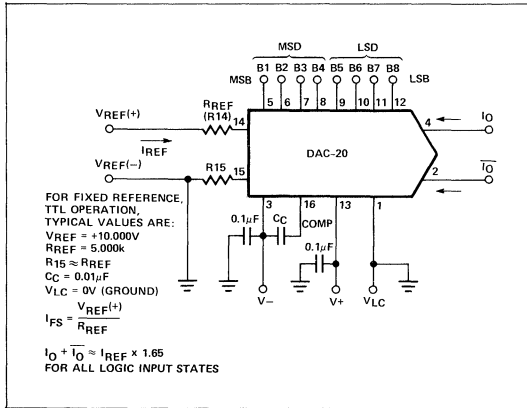 MSD LSD
B1 B2 B3 B4 B5 B6 B7 B8
MSB LSB
5 6 7 8 9 10 11 12
VREF(+)
RREF
(R14)
14
IREF
4
IO
DAC-20
VREF(-)
R15
15
2
IO
3 16 13 1
FOR FIXED REFERENCE,
TTL OPERATION,
TYPICAL VALUES ARE:
VREF = +10.000V
RREF = 5.000k
R15 ≈ RREF
CC = 0.01μF
VLC = 0V (GROUND)
0.1μF
CC
COMP
0.1μF
V-
V+
VLC
IFS = VREF(+)
RREF
IO + IO ≈ IREF x 1.65
FOR ALL LOGIC INPUT STATES